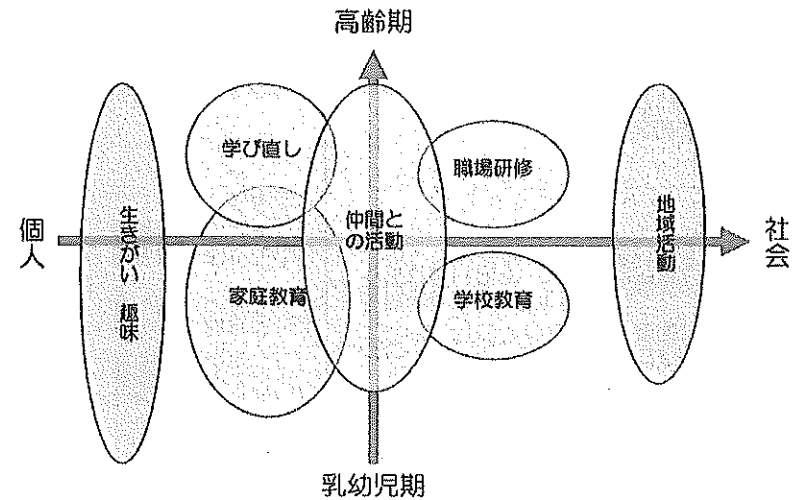 高齢期
学び直し
職場研修
個人
生きがい 趣味
仲間と
の活動
地域活動
社会
家庭教育
学校教育
乳幼児期